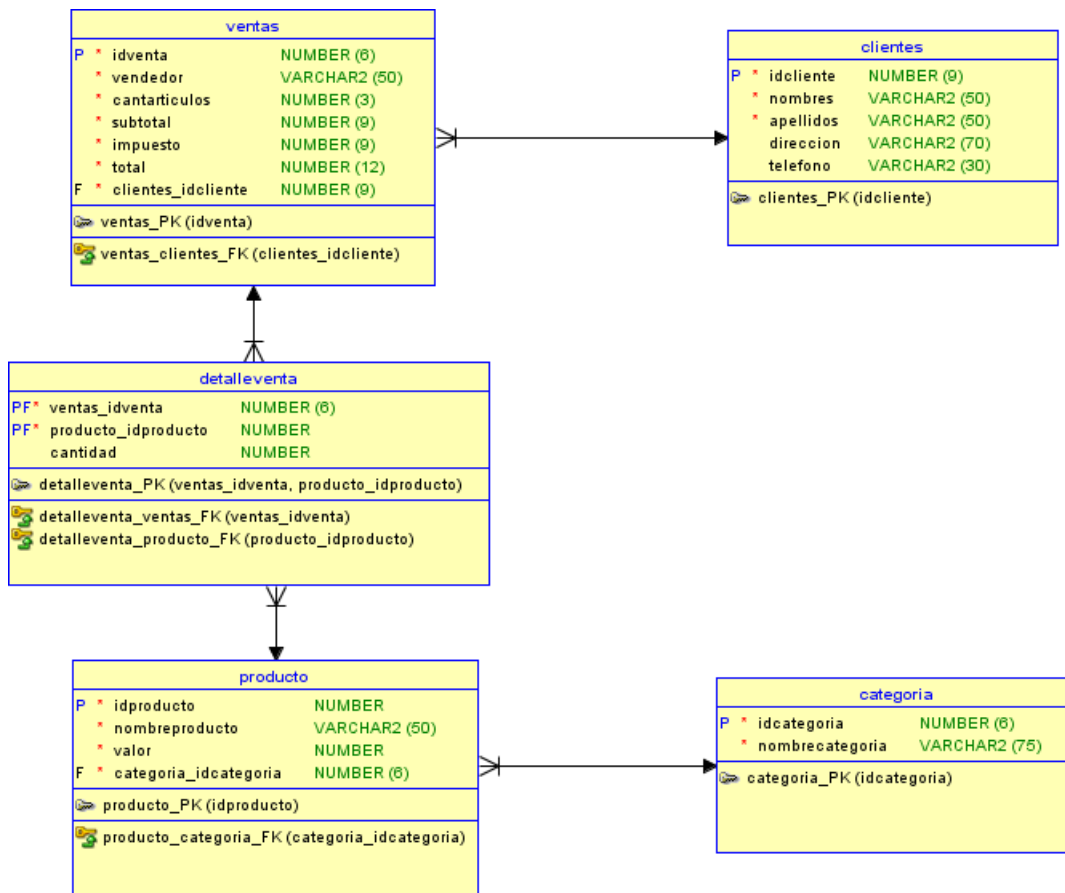 ventas
P * idventa NUMBER (6)
* vendedor VARCHAR2 (50)
* cantarticulos NUMBER (3)
* subtotal NUMBER (9)
* impuesto NUMBER (9)
* total NUMBER (12)
F * clientes_idcliente NUMBER (9)
ventas_PK (idventa)
ventas_clientes_FK (clientes_idcliente)
clientes
P * idcliente NUMBER (9)
* nombres VARCHAR2 (50)
* apellidos VARCHAR2 (50)
direccion VARCHAR2 (70)
telefono VARCHAR2 (30)
clientes_PK (idcliente)
detalleventa
PF* ventas_idventa NUMBER (6)
PF* producto_idproducto NUMBER
cantidad NUMBER
detalleventa_PK (ventas_idventa, producto_idproducto)
detalleventa_ventas_FK (ventas_idventa)
detalleventa_producto_FK (producto_idproducto)
producto
P * idproducto NUMBER
* nombreproducto VARCHAR2 (50)
* valor NUMBER
F * categoria_idcategoria NUMBER (6)
producto_PK (idproducto)
producto_categoria_FK (categoria_idcategoria)
categoria
P * idcategoria NUMBER (6)
* nombrecategoria VARCHAR2 (75)
categoria_PK (idcategoria)